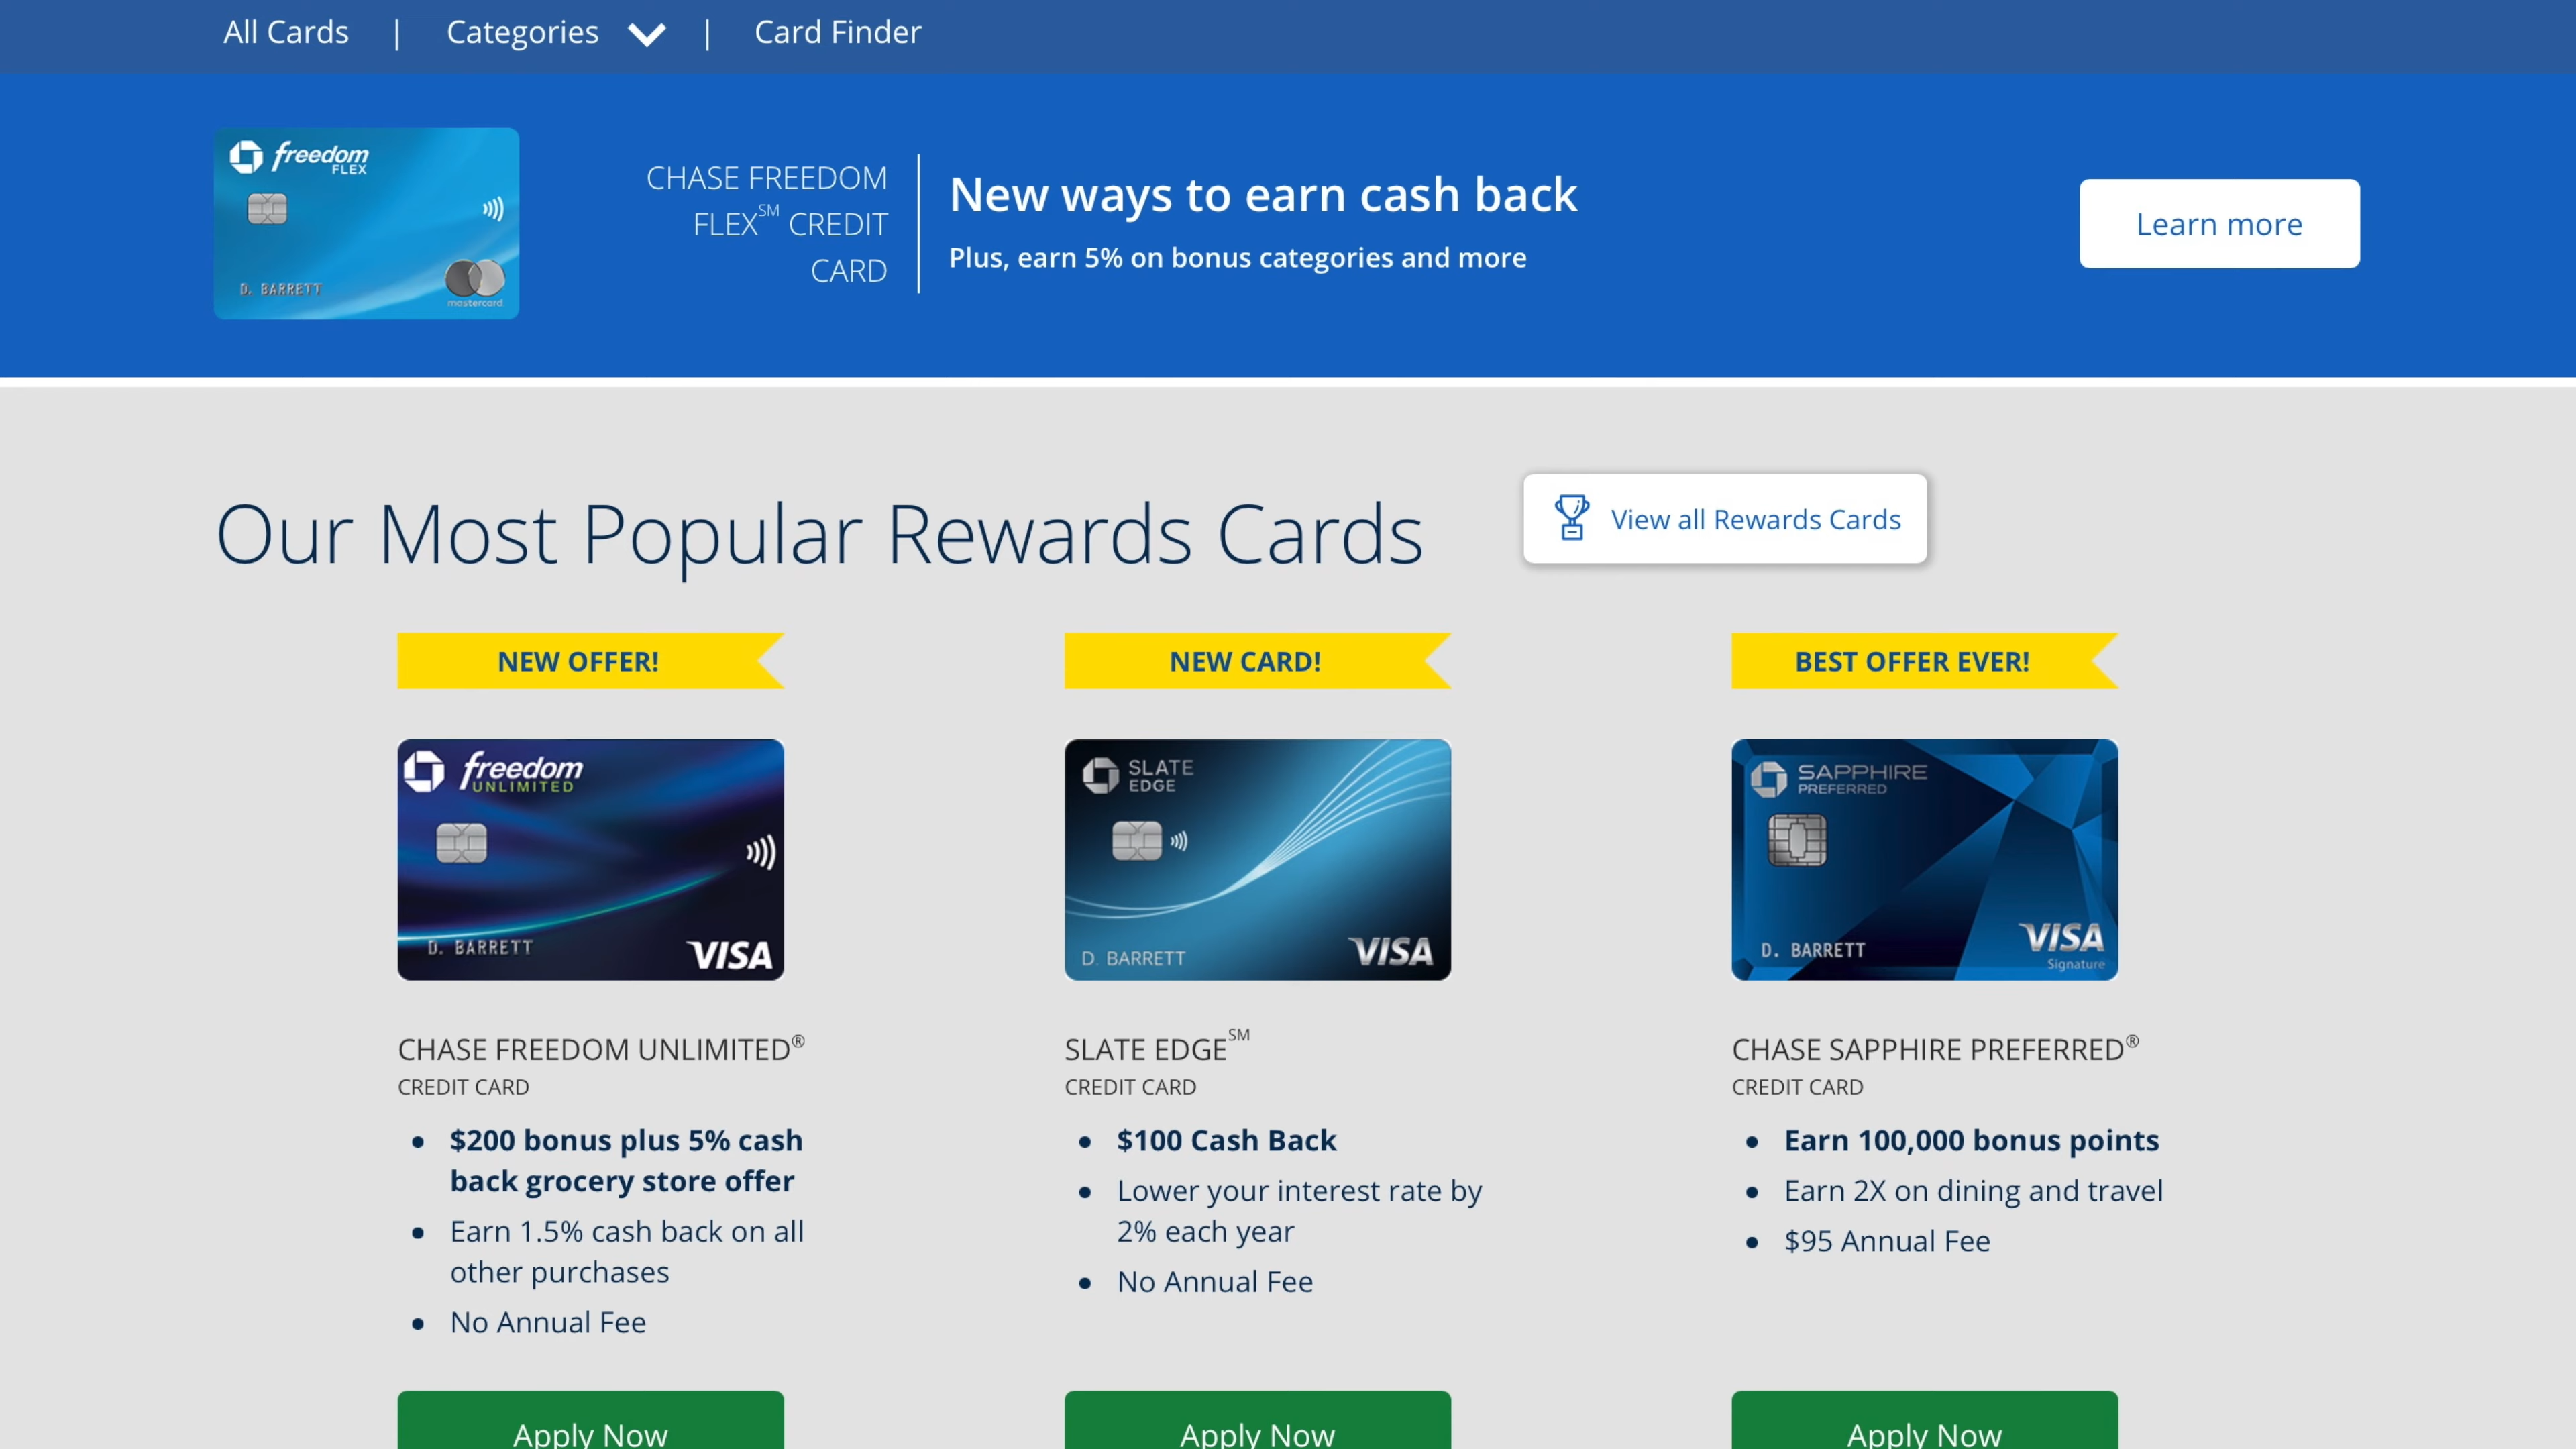 All Cards | Categories | Card Finder
freedom
FLEX
D. BARRETT
mastercard
CHASE FREEDOM
FLEX℠ CREDIT
CARD
New ways to earn cash back
Plus, earn 5% on bonus categories and more
Learn more
Our Most Popular Rewards Cards
View all Rewards Cards
NEW OFFER!
freedom
UNLIMITED
D. BARRETT
VISA
CHASE FREEDOM UNLIMITED®
CREDIT CARD
• $200 bonus plus 5% cash
back grocery store offer
• Earn 1.5% cash back on all
other purchases
• No Annual Fee
Apply Now
NEW CARD!
SLATE
EDGE
D. BARRETT
VISA
SLATE EDGE℠
CREDIT CARD
• $100 Cash Back
• Lower your interest rate by
2% each year
• No Annual Fee
Apply Now
BEST OFFER EVER!
SAPPHIRE
PREFERRED
D. BARRETT
VISA
Signature
CHASE SAPPHIRE PREFERRED®
CREDIT CARD
• Earn 100,000 bonus points
• Earn 2X on dining and travel
• $95 Annual Fee
Apply Now